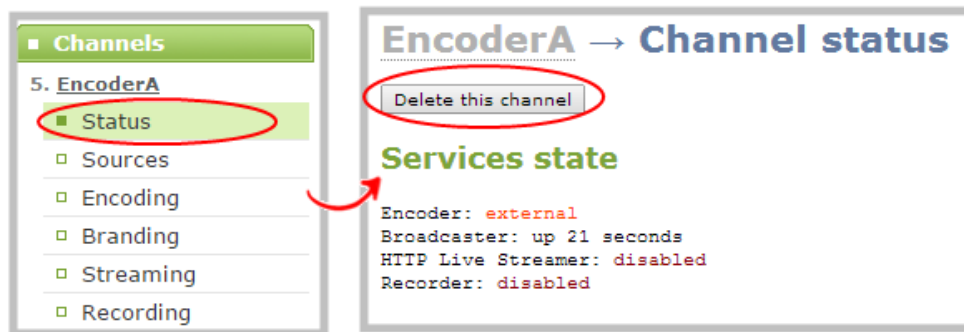 Channels
5. EncoderA
Status
Sources
Encoding
Branding
Streaming
Recording
EncoderA → Channel status
Delete this channel
Services state
Encoder: external
Broadcaster: up 21 seconds
HTTP Live Streamer: disabled
Recorder: disabled